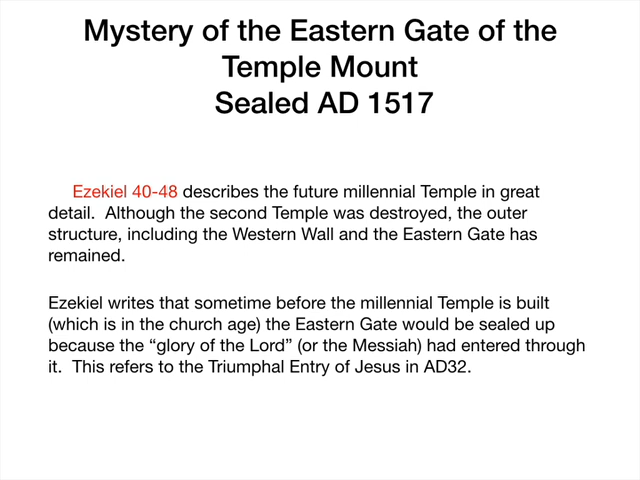 Mystery of the Eastern Gate of the
Temple Mount
Sealed AD 1517
Ezekiel 40-48 describes the future millennial Temple in great
detail.  Although the second Temple was destroyed, the outer
structure, including the Western Wall and the Eastern Gate has
remained.
Ezekiel writes that sometime before the millennial Temple is built
(which is in the church age) the Eastern Gate would be sealed up
because the “glory of the Lord” (or the Messiah) had entered through
it.  This refers to the Triumphal Entry of Jesus in AD32.